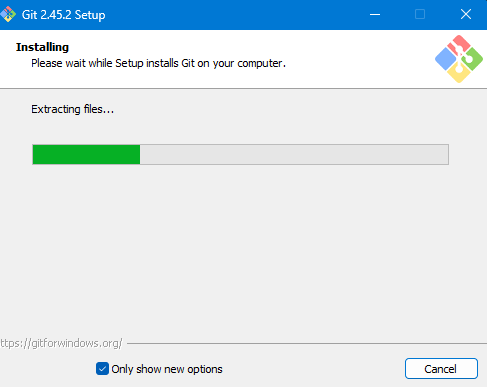 Git 2.45.2 Setup
Installing
Please wait while Setup installs Git on your computer.
Extracting files...
ttps://gitforwindows.org/
Only show new options
Cancel